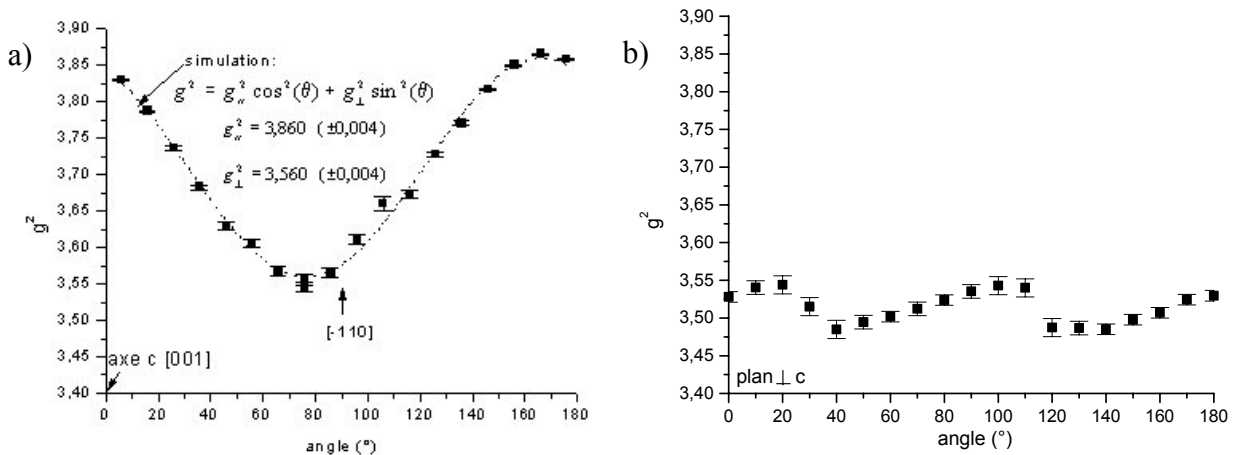 a)
3,90
3,85
3,80
3,75
3,70
3,65
3,60
3,55
3,50
3,45
3,40
g²
simulation:
g² = g²〃 cos²(θ) + g²⊥ sin²(θ)
g²〃 = 3,860 (±0,004)
g²⊥ = 3,560 (±0,004)
[-110]
axe c [001]
0 20 40 60 80 100 120 140 160 180
angle (°)
b)
3,90
3,85
3,80
3,75
3,70
3,65
3,60
3,55
3,50
3,45
3,40
g²
plan ⊥ c
0 20 40 60 80 100 120 140 160 180
angle (°)